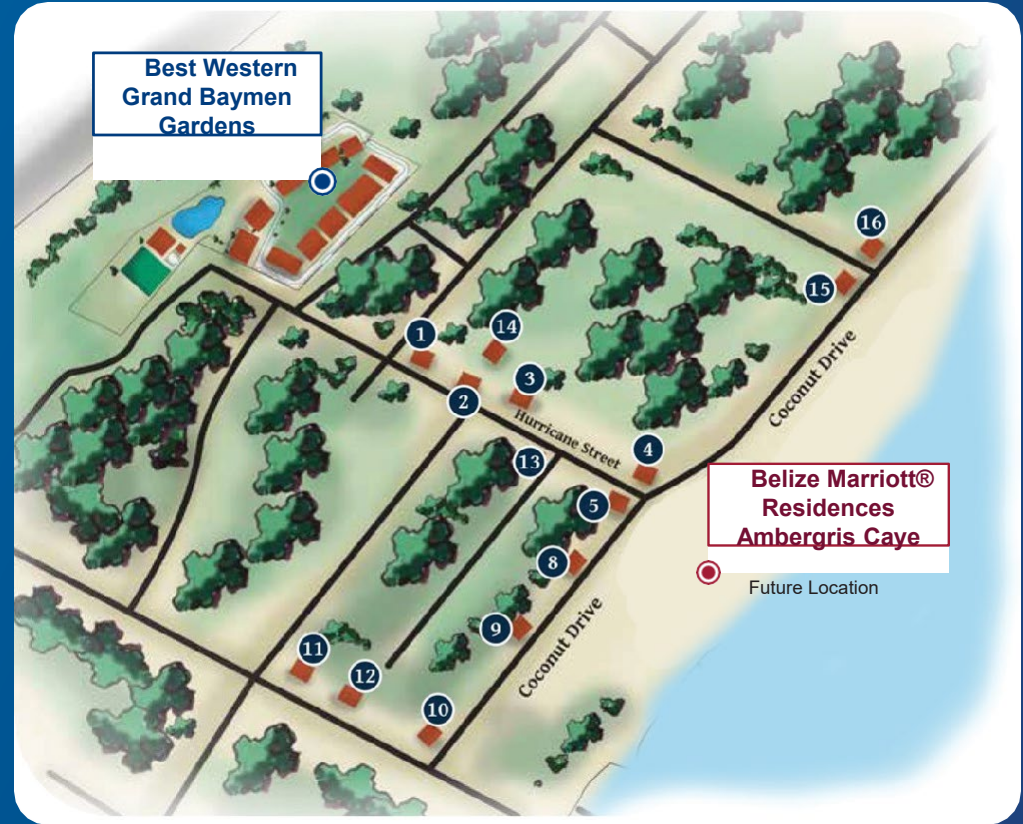 Best Western
Grand Baymen
Gardens
16
15
1
14
3
2
Hurricane Street
Coconut Drive
4
13
5
Belize Marriott®
Residences
Ambergris Caye
Future Location
8
9
Coconut Drive
11
12
10